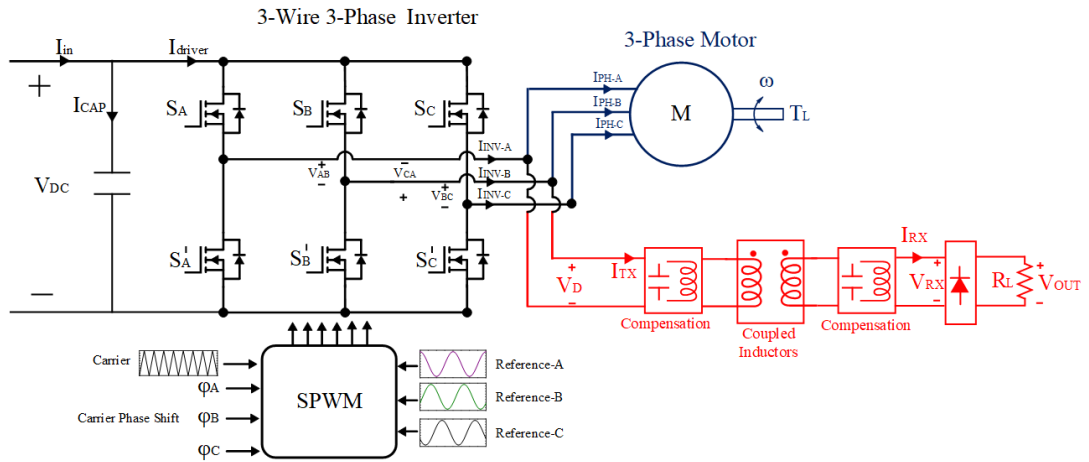 3-Wire 3-Phase Inverter
3-Phase Motor
Iin
Idriver
+
ICAP
SA
SB
SC
IPH-A
IPH-B
IPH-C
M
ω
TL
VDC
+
VAB
−
−
VCA
+
+
VBC
−
IINV-A
IINV-B
IINV-C
S'A
S'B
S'C
−
ITX
+
VD
−
Compensation
Coupled
Inductors
Compensation
IRX
+
VRX
−
RL
+
VOUT
−
Carrier
φA
Carrier Phase Shift
φB
φC
SPWM
Reference-A
Reference-B
Reference-C